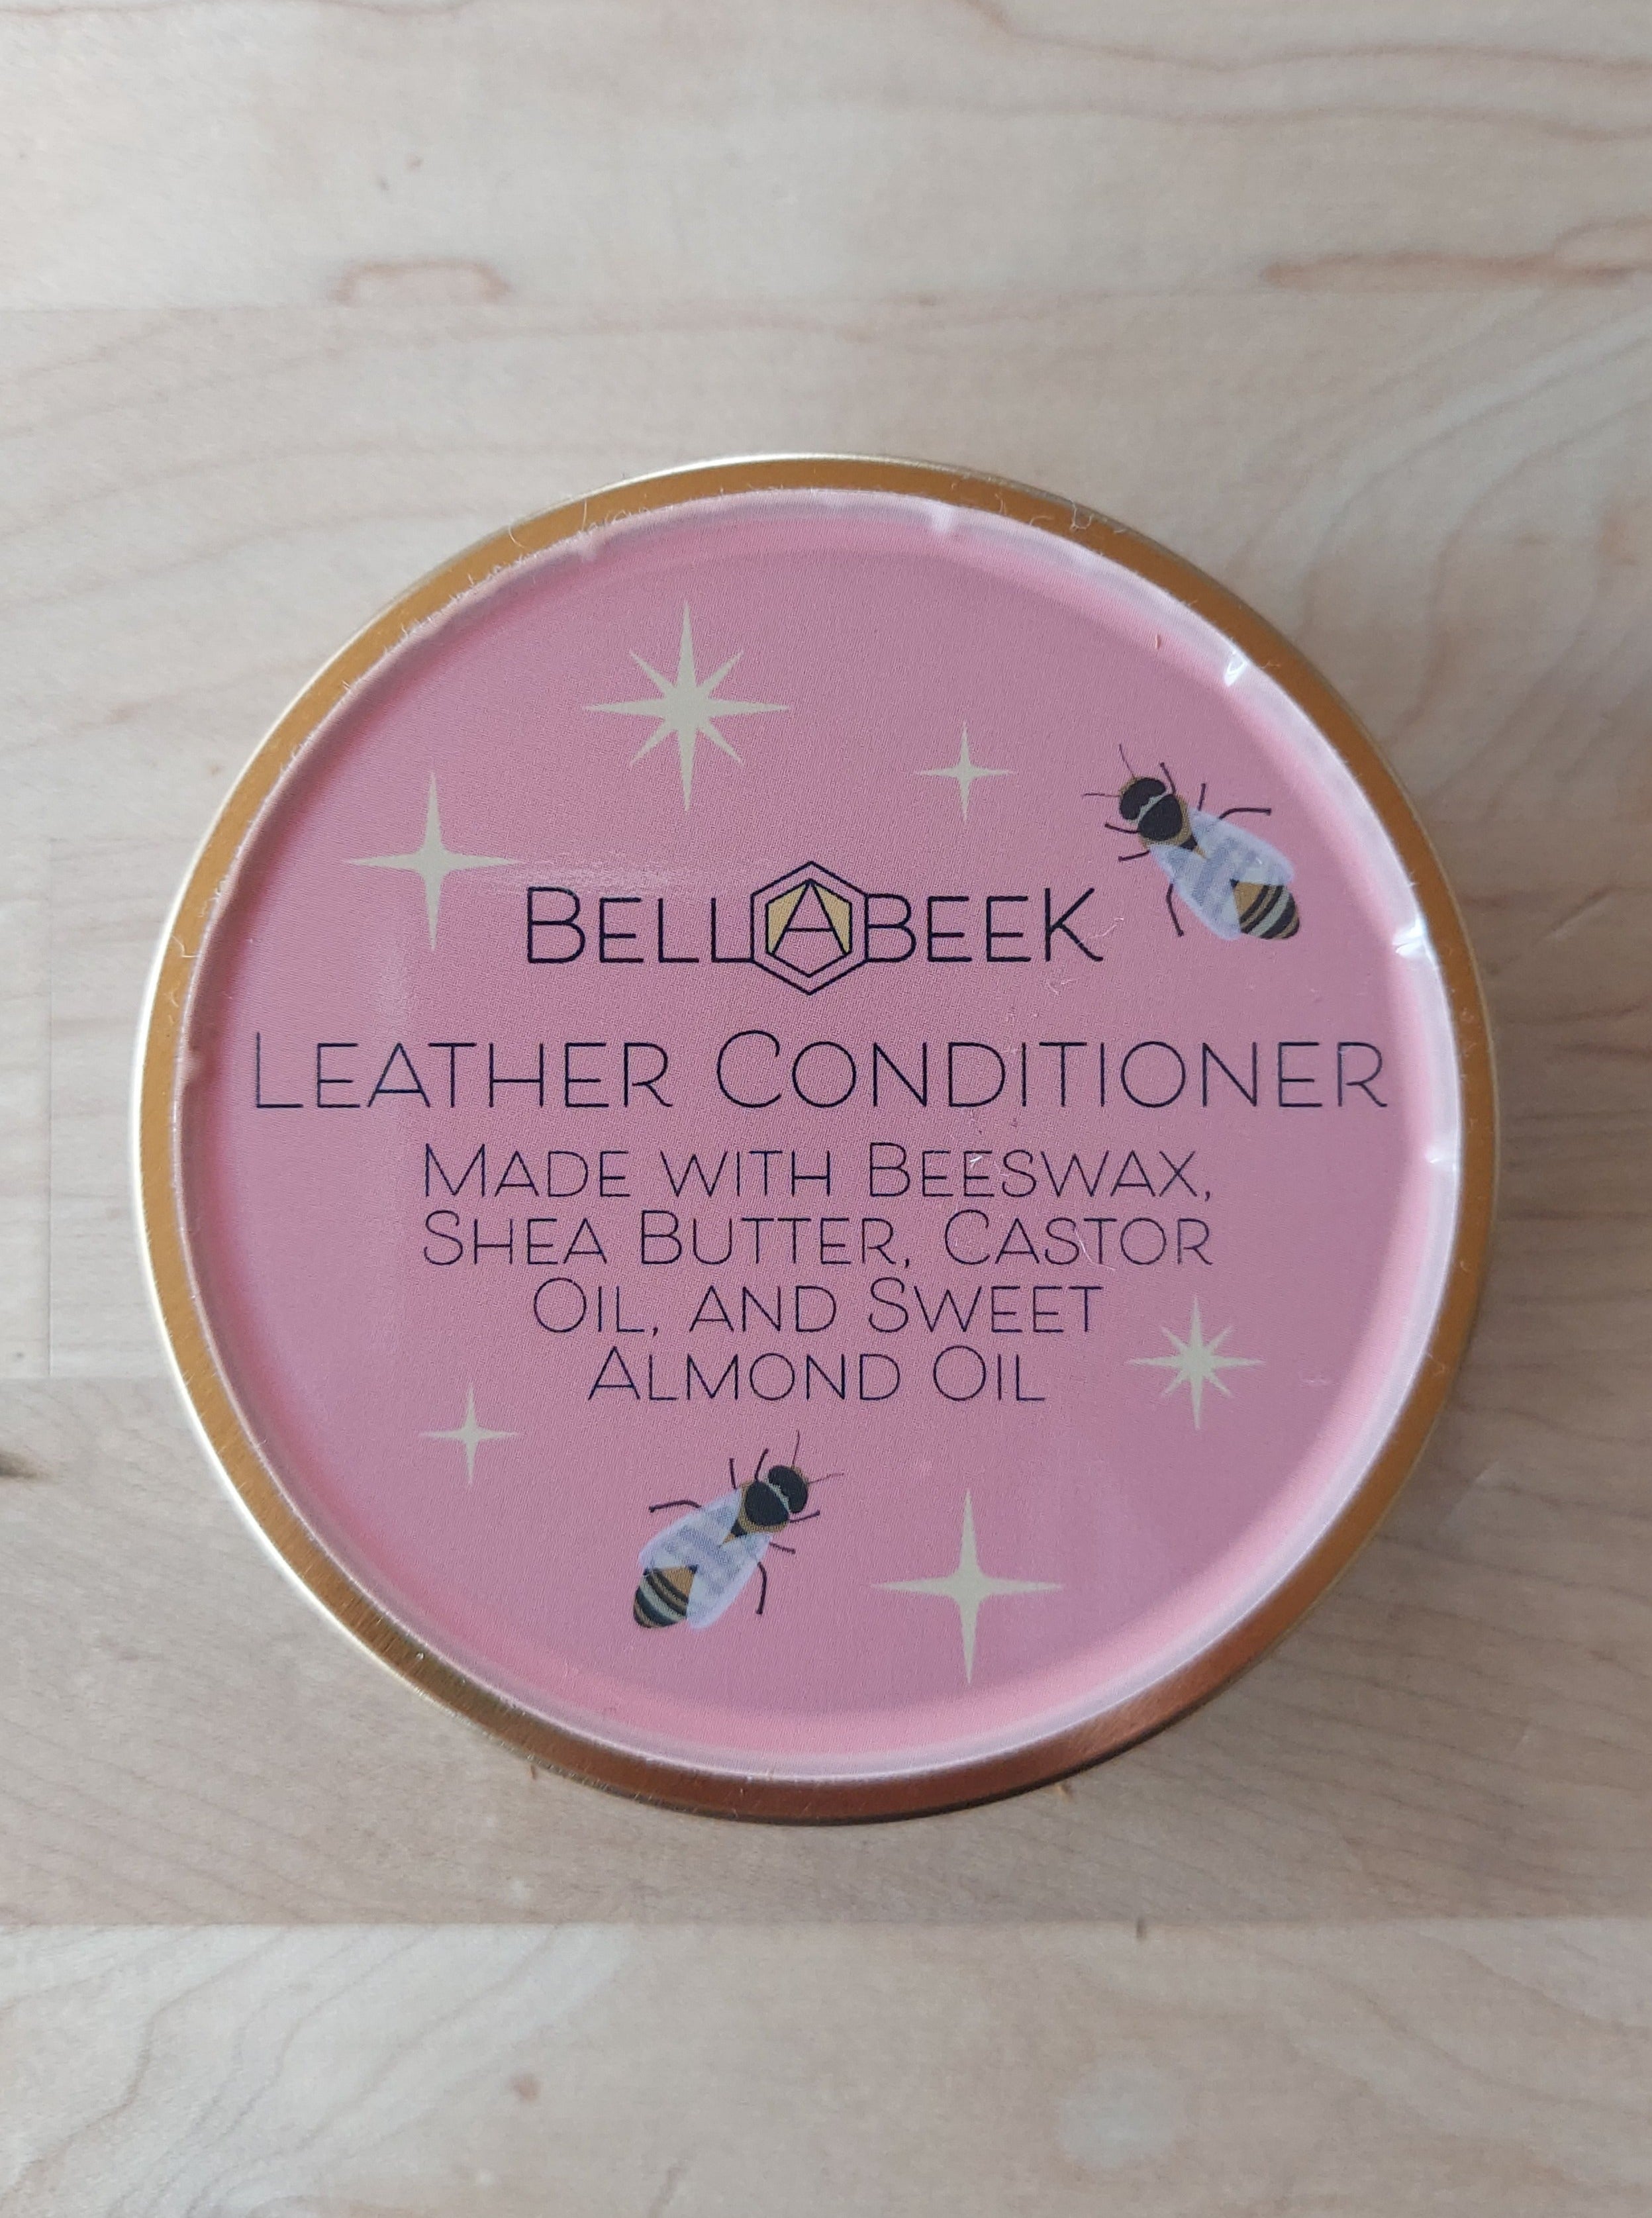 BELLABEEK
LEATHER CONDITIONER
MADE WITH BEESWAX,
SHEA BUTTER, CASTOR
OIL, AND SWEET
ALMOND OIL